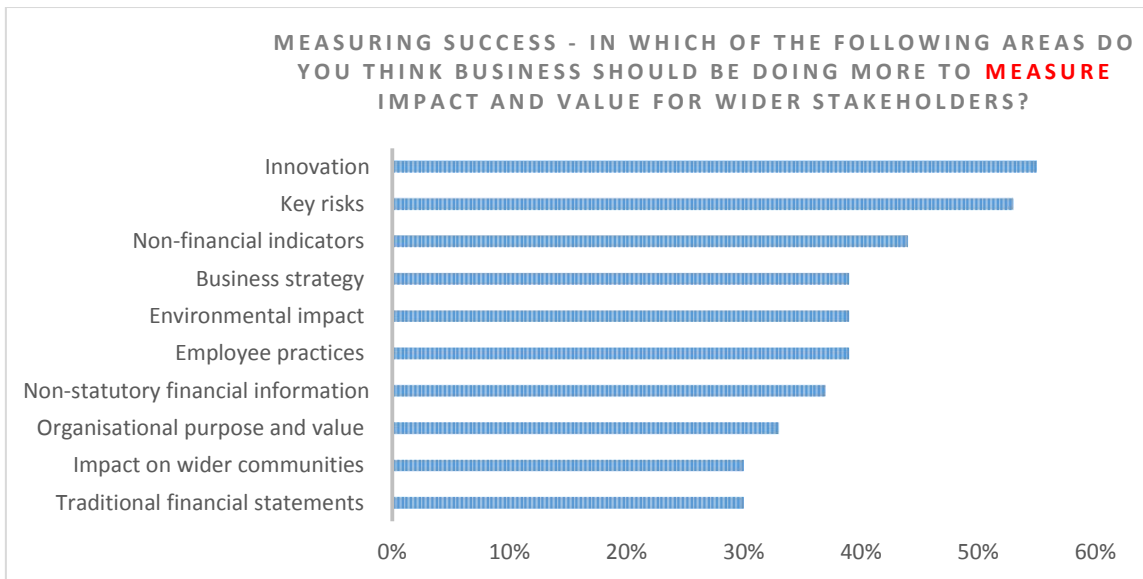 MEASURING SUCCESS - IN WHICH OF THE FOLLOWING AREAS DO
YOU THINK BUSINESS SHOULD BE DOING MORE TO MEASURE
IMPACT AND VALUE FOR WIDER STAKEHOLDERS?
Innovation
Key risks
Non-financial indicators
Business strategy
Environmental impact
Employee practices
Non-statutory financial information
Organisational purpose and value
Impact on wider communities
Traditional financial statements
0% 10% 20% 30% 40% 50% 60%